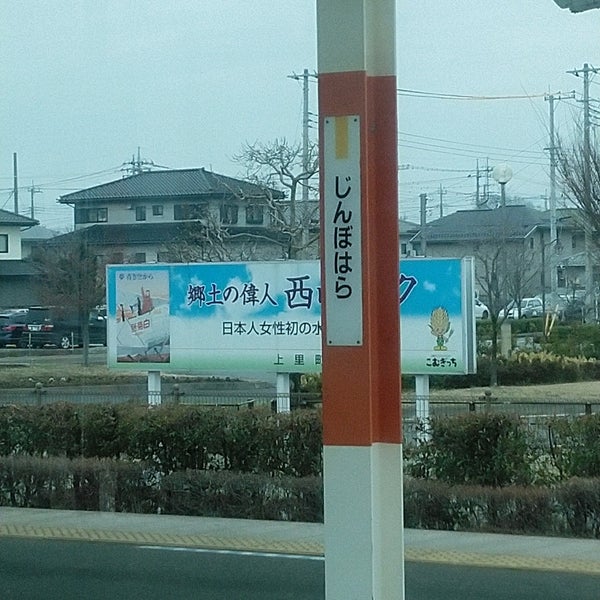 じんぼはら
郷土の偉人 西
ク
日本人女性初の水
上里町
こむぎっち